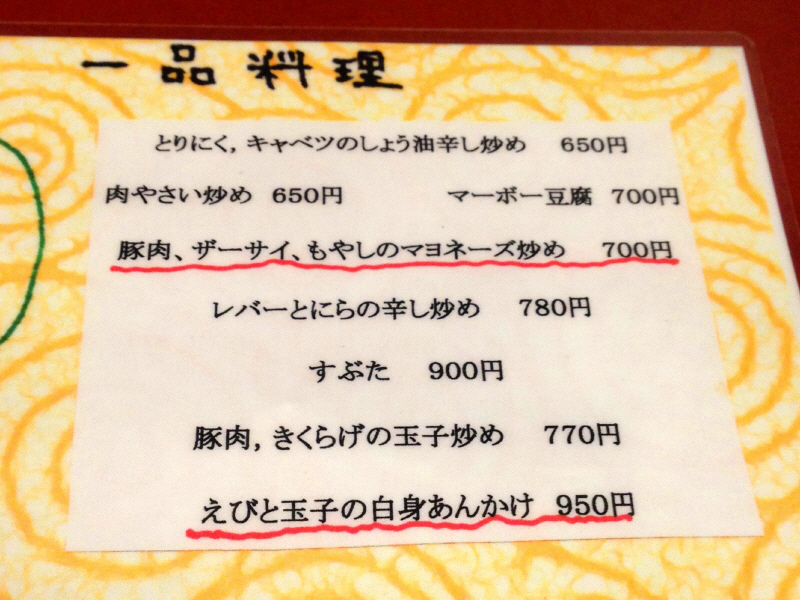 一品料理
とりにく,キャベツのしょう油辛し炒め 650円
肉やさい炒め 650円 マーボー豆腐 700円
豚肉、ザーサイ、もやしのマヨネーズ炒め 700円
レバーとにらの辛し炒め 780円
すぶた 900円
豚肉,きくらげの玉子炒め 770円
えびと玉子の白身あんかけ 950円